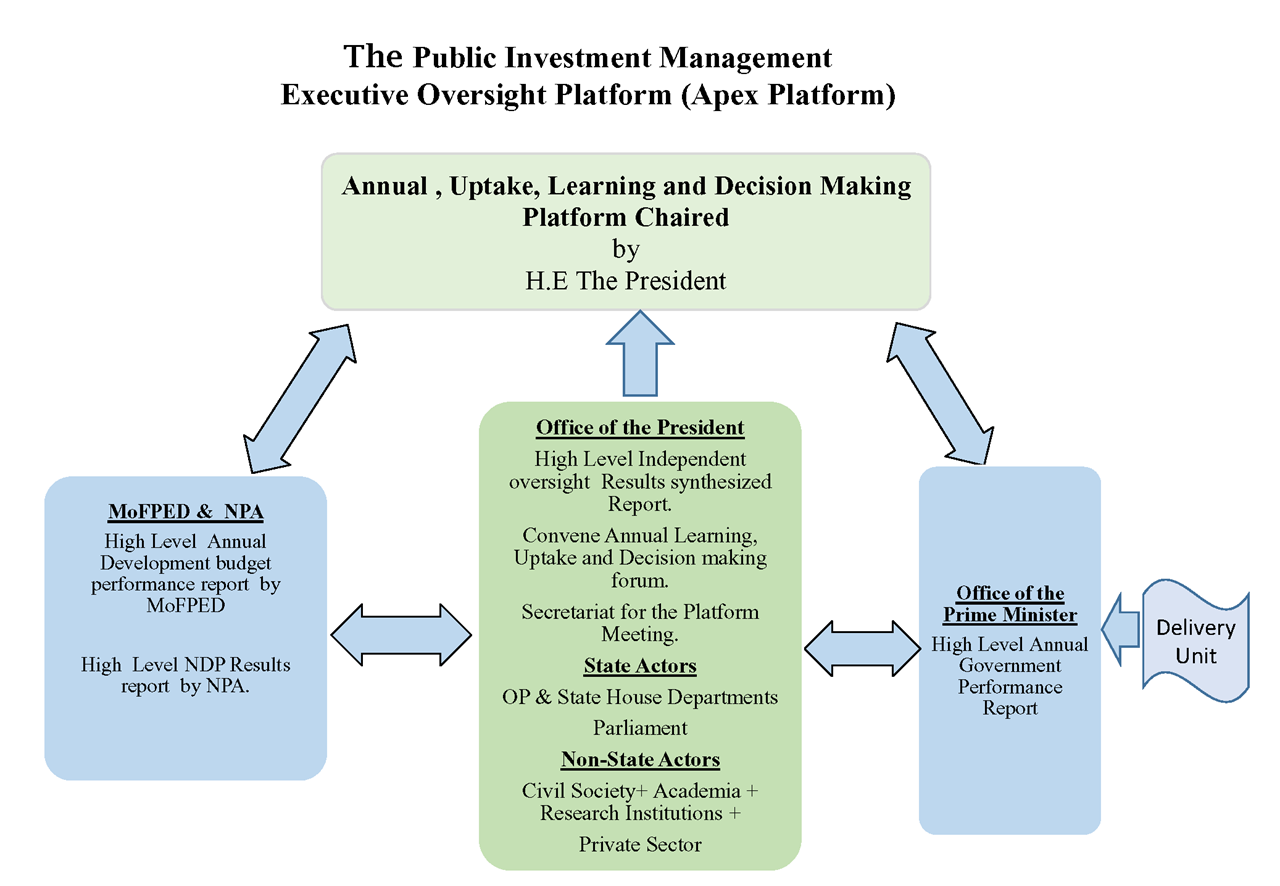 The Public Investment Management
Executive Oversight Platform (Apex Platform)
Annual , Uptake, Learning and Decision Making
Platform Chaired
by
H.E The President
MoFPED &  NPA
High Level  Annual
Development budget
performance report  by
MoFPED
High  Level NDP Results
report  by NPA.
Office of the President
High Level Independent
oversight  Results synthesized
Report.
Convene Annual Learning,
Uptake and Decision making
forum.
Secretariat for the Platform
Meeting.
State Actors
OP & State House Departments
Parliament
Non-State Actors
Civil Society+ Academia +
Research Institutions +
Private Sector
Office of the
Prime Minister
High Level Annual
Government
Performance
Report
Delivery
Unit